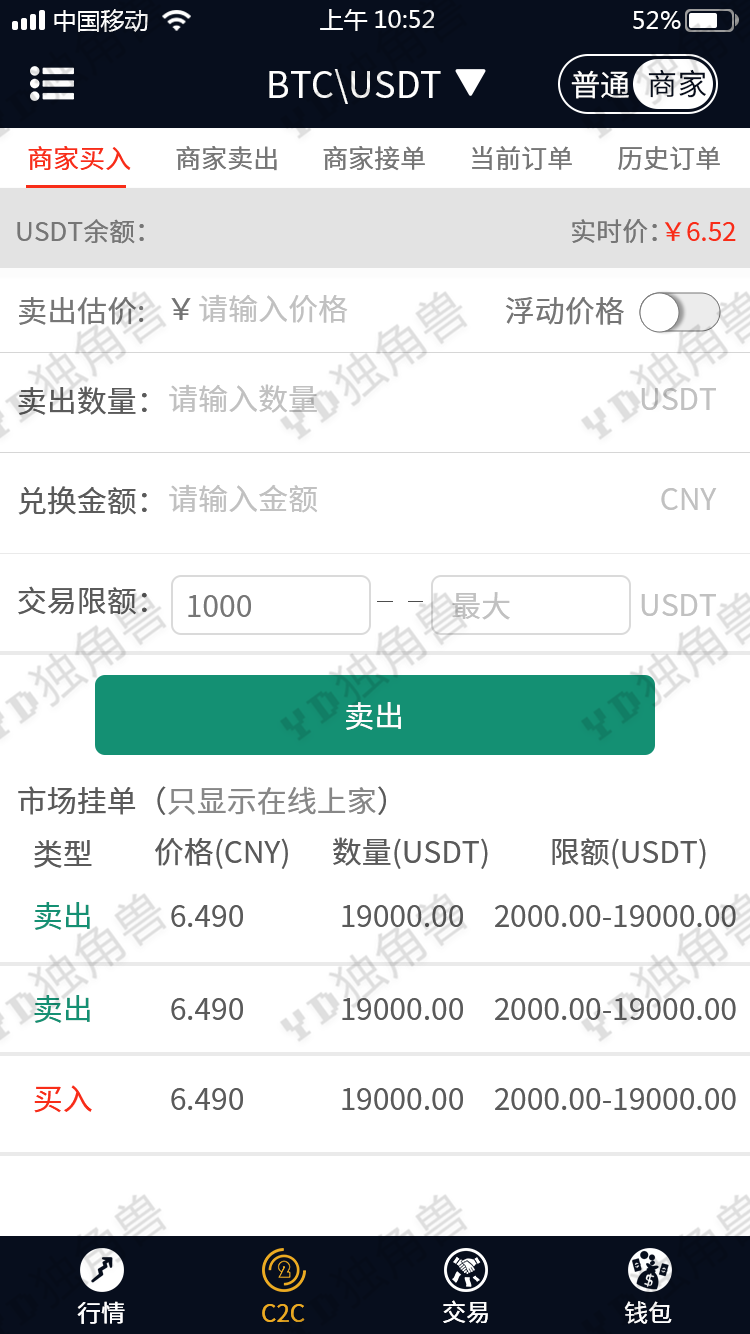 中国移动 上午 10:52 52%
BTC\USDT ▼ 普通 商家
商家买入 商家卖出 商家接单 当前订单 历史订单
USDT余额： 实时价：￥6.52
卖出估价: ￥ 请输入价格 浮动价格
卖出数量： 请输入数量 USDT
兑换金额： 请输入金额 CNY
交易限额： 1000 — — 最大 USDT
卖出
市场挂单（只显示在线上家）
类型 价格(CNY) 数量(USDT) 限额(USDT)
卖出 6.490 19000.00 2000.00-19000.00
卖出 6.490 19000.00 2000.00-19000.00
买入 6.490 19000.00 2000.00-19000.00
行情 C2C 交易 钱包
YD独角兽